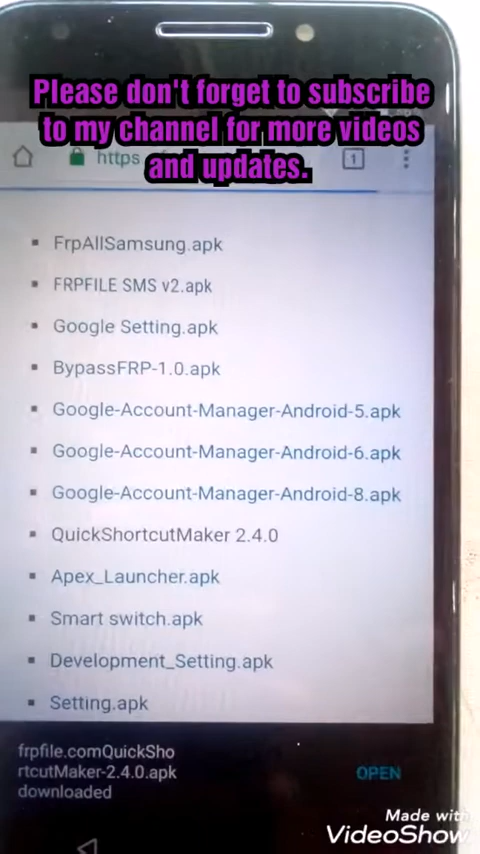 Please don't forget to subscribe
to my channel for more videos
and updates.
https
1
FrpAllSamsung.apk
FRPFILE SMS v2.apk
Google Setting.apk
BypassFRP-1.0.apk
Google-Account-Manager-Android-5.apk
Google-Account-Manager-Android-6.apk
Google-Account-Manager-Android-8.apk
QuickShortcutMaker 2.4.0
Apex_Launcher.apk
Smart switch.apk
Development_Setting.apk
Setting.apk
frpfile.comQuickSho
rtcutMaker-2.4.0.apk
downloaded
OPEN
Made with
VideoShow